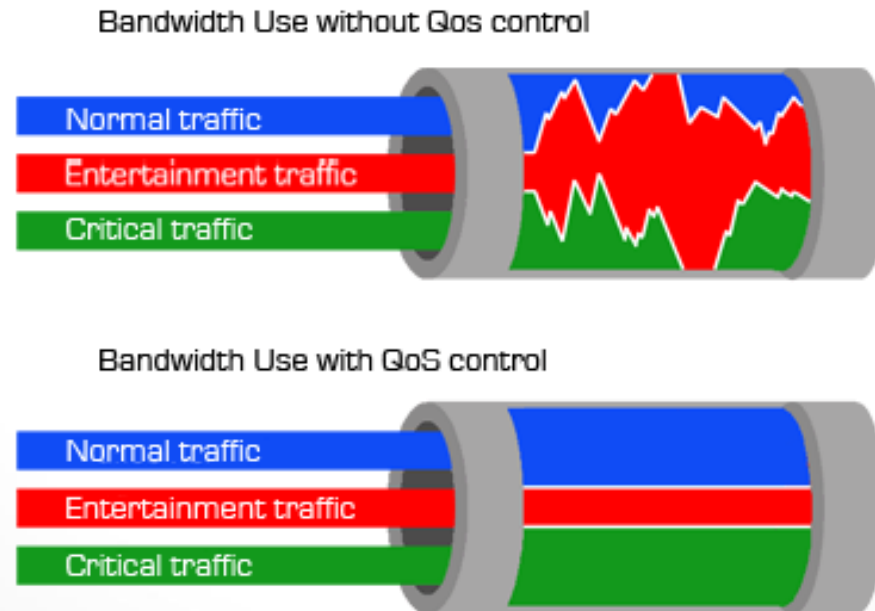 Bandwidth Use without Qos control
Normal traffic
Entertainment traffic
Critical traffic
Bandwidth Use with QoS control
Normal traffic
Entertainment traffic
Critical traffic